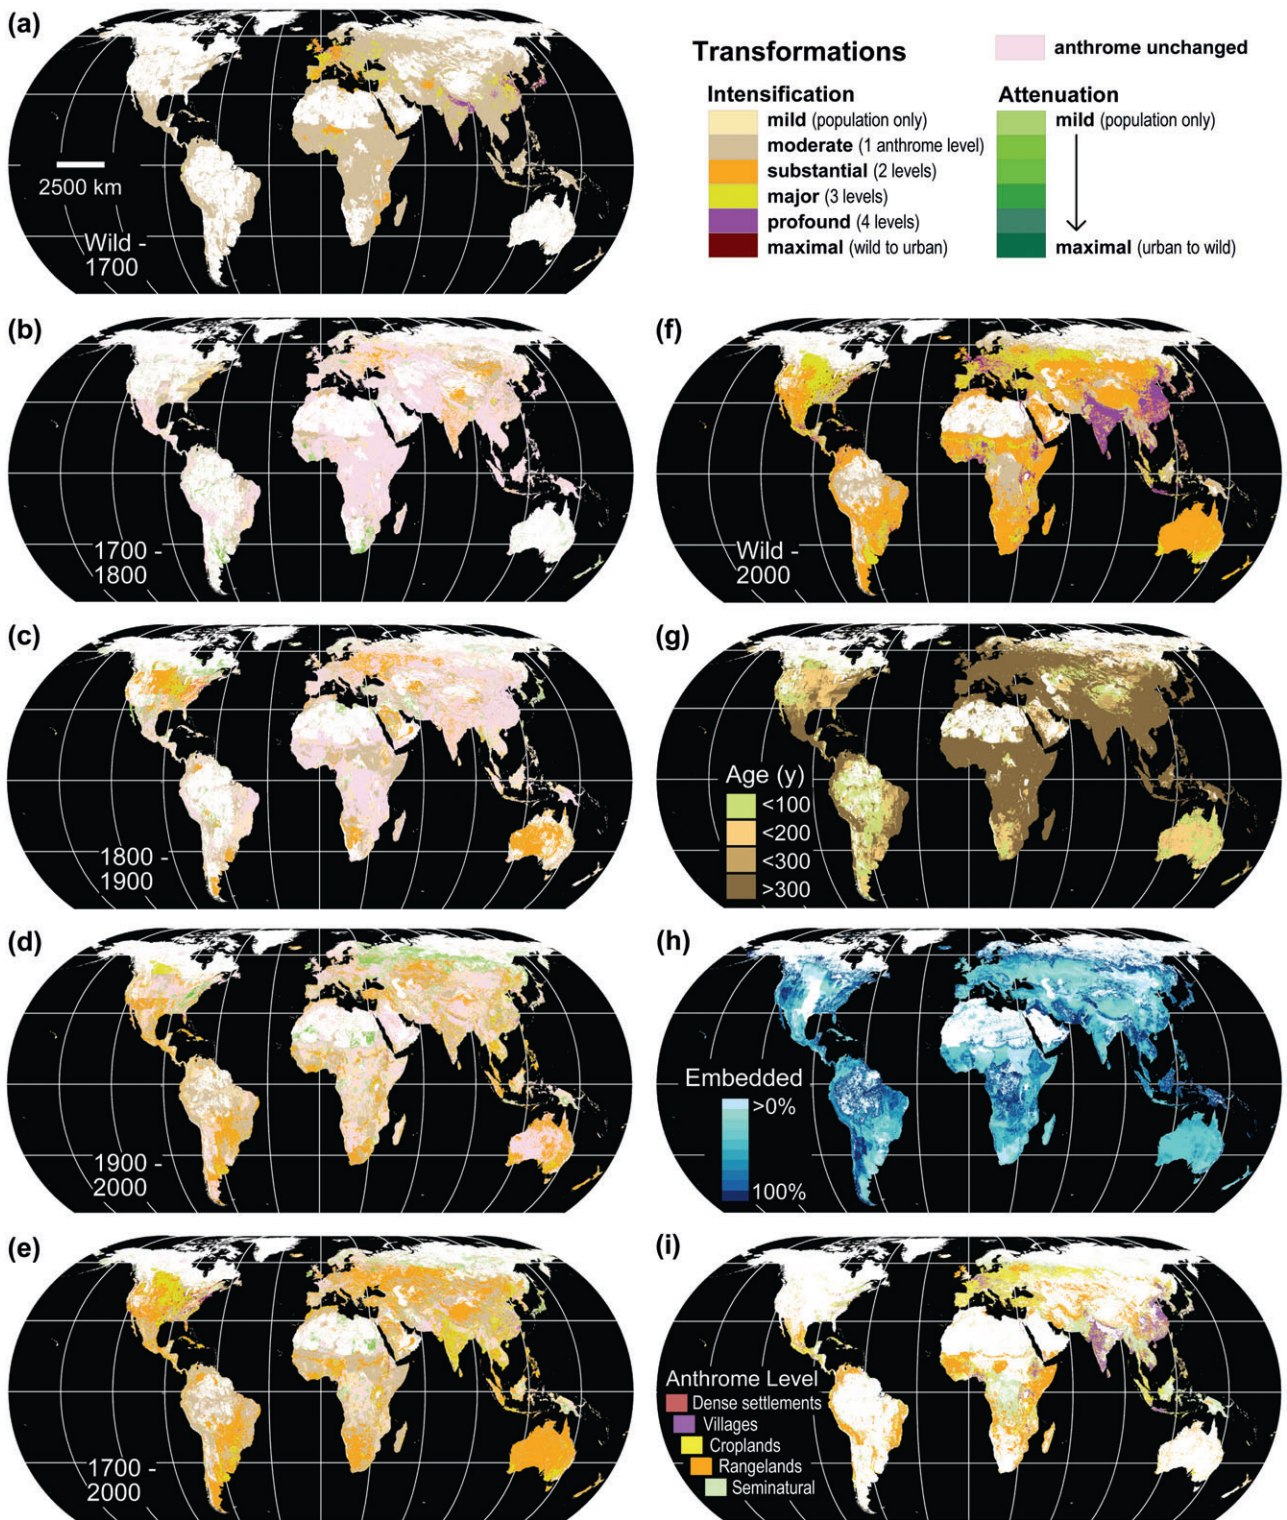 (a)
2500 km
Wild -
1700
Transformations
anthrome unchanged
Intensification
mild (population only)
moderate (1 anthrome level)
substantial (2 levels)
major (3 levels)
profound (4 levels)
maximal (wild to urban)
Attenuation
mild (population only)
maximal (urban to wild)
(b)
1700 -
1800
(c)
1800 -
1900
(d)
1900 -
2000
(e)
1700 -
2000
(f)
Wild -
2000
(g)
Age (y)
<100
<200
<300
>300
(h)
Embedded
>0%
100%
(i)
Anthrome Level
Dense settlements
Villages
Croplands
Rangelands
Seminatural